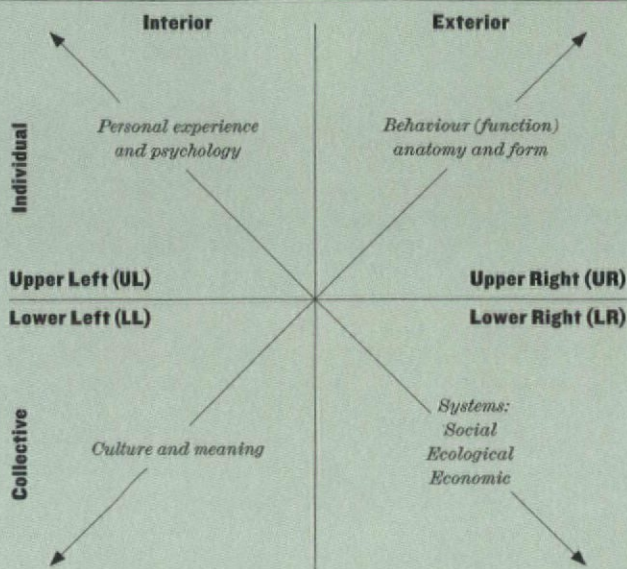 Interior
Exterior
Individual
Personal experience
and psychology
Behaviour (function)
anatomy and form
Upper Left (UL)
Upper Right (UR)
Lower Left (LL)
Lower Right (LR)
Collective
Culture and meaning
Systems:
Social
Ecological
Economic